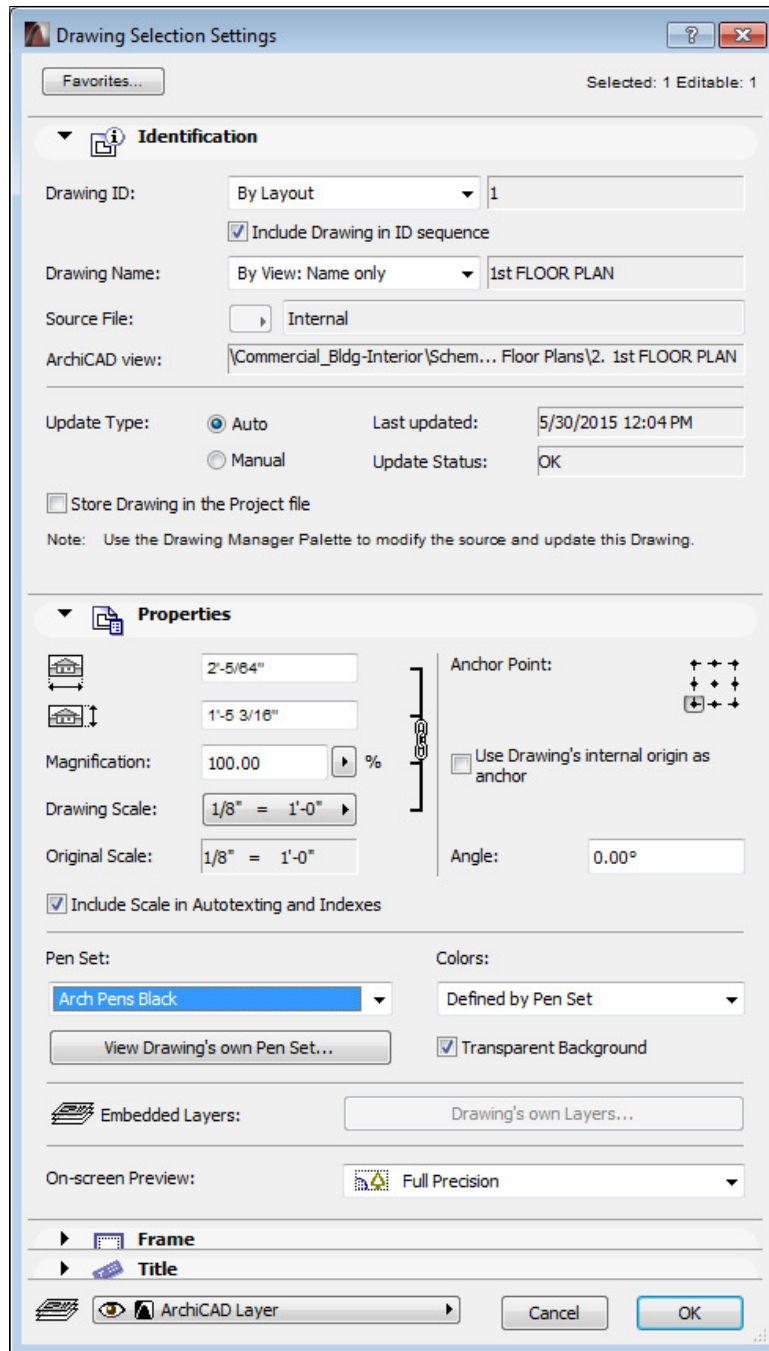 Drawing Selection Settings
?
Favorites...
Selected: 1 Editable: 1
Identification
Drawing ID: By Layout 1
Include Drawing in ID sequence
Drawing Name: By View: Name only 1st FLOOR PLAN
Source File: Internal
ArchiCAD view: \Commercial_Bldg-Interior\Schem... Floor Plans\2. 1st FLOOR PLAN
Update Type: Auto Last updated: 5/30/2015 12:04 PM
Manual Update Status: OK
Store Drawing in the Project file
Note: Use the Drawing Manager Palette to modify the source and update this Drawing.
Properties
2'-5/64"
Anchor Point:
1'-5 3/16"
Magnification: 100.00 %
Use Drawing's internal origin as
anchor
Drawing Scale: 1/8" = 1'-0"
Original Scale: 1/8" = 1'-0"
Angle: 0.00°
Include Scale in Autotexting and Indexes
Pen Set: Colors:
Arch Pens Black Defined by Pen Set
View Drawing's own Pen Set... Transparent Background
Embedded Layers: Drawing's own Layers...
On-screen Preview: Full Precision
Frame
Title
ArchiCAD Layer Cancel OK